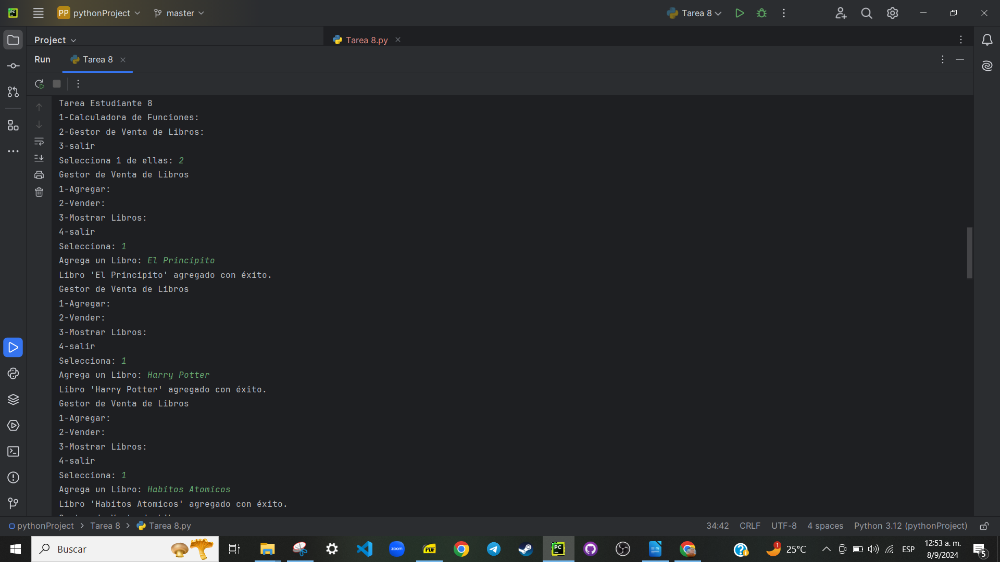 PC
PP pythonProject
master
Tarea 8
Project
Tarea 8.py
Run
Tarea 8
Tarea Estudiante 8
1-Calculadora de Funciones:
2-Gestor de Venta de Libros:
3-salir
Selecciona 1 de ellas: 2
Gestor de Venta de Libros
1-Agregar:
2-Vender:
3-Mostrar Libros:
4-salir
Selecciona: 1
Agrega un Libro: El Principito
Libro 'El Principito' agregado con éxito.
Gestor de Venta de Libros
1-Agregar:
2-Vender:
3-Mostrar Libros:
4-salir
Selecciona: 1
Agrega un Libro: Harry Potter
Libro 'Harry Potter' agregado con éxito.
Gestor de Venta de Libros
1-Agregar:
2-Vender:
3-Mostrar Libros:
4-salir
Selecciona: 1
Agrega un Libro: Habitos Atomicos
Libro 'Habitos Atomicos' agregado con éxito.
pythonProject > Tarea 8 > Tarea 8.py
34:42 CRLF UTF-8 4 spaces Python 3.12 (pythonProject)
Buscar
zoom
PDF
PC
1
25°C
ESP
12:53 a. m.
8/9/2024
5